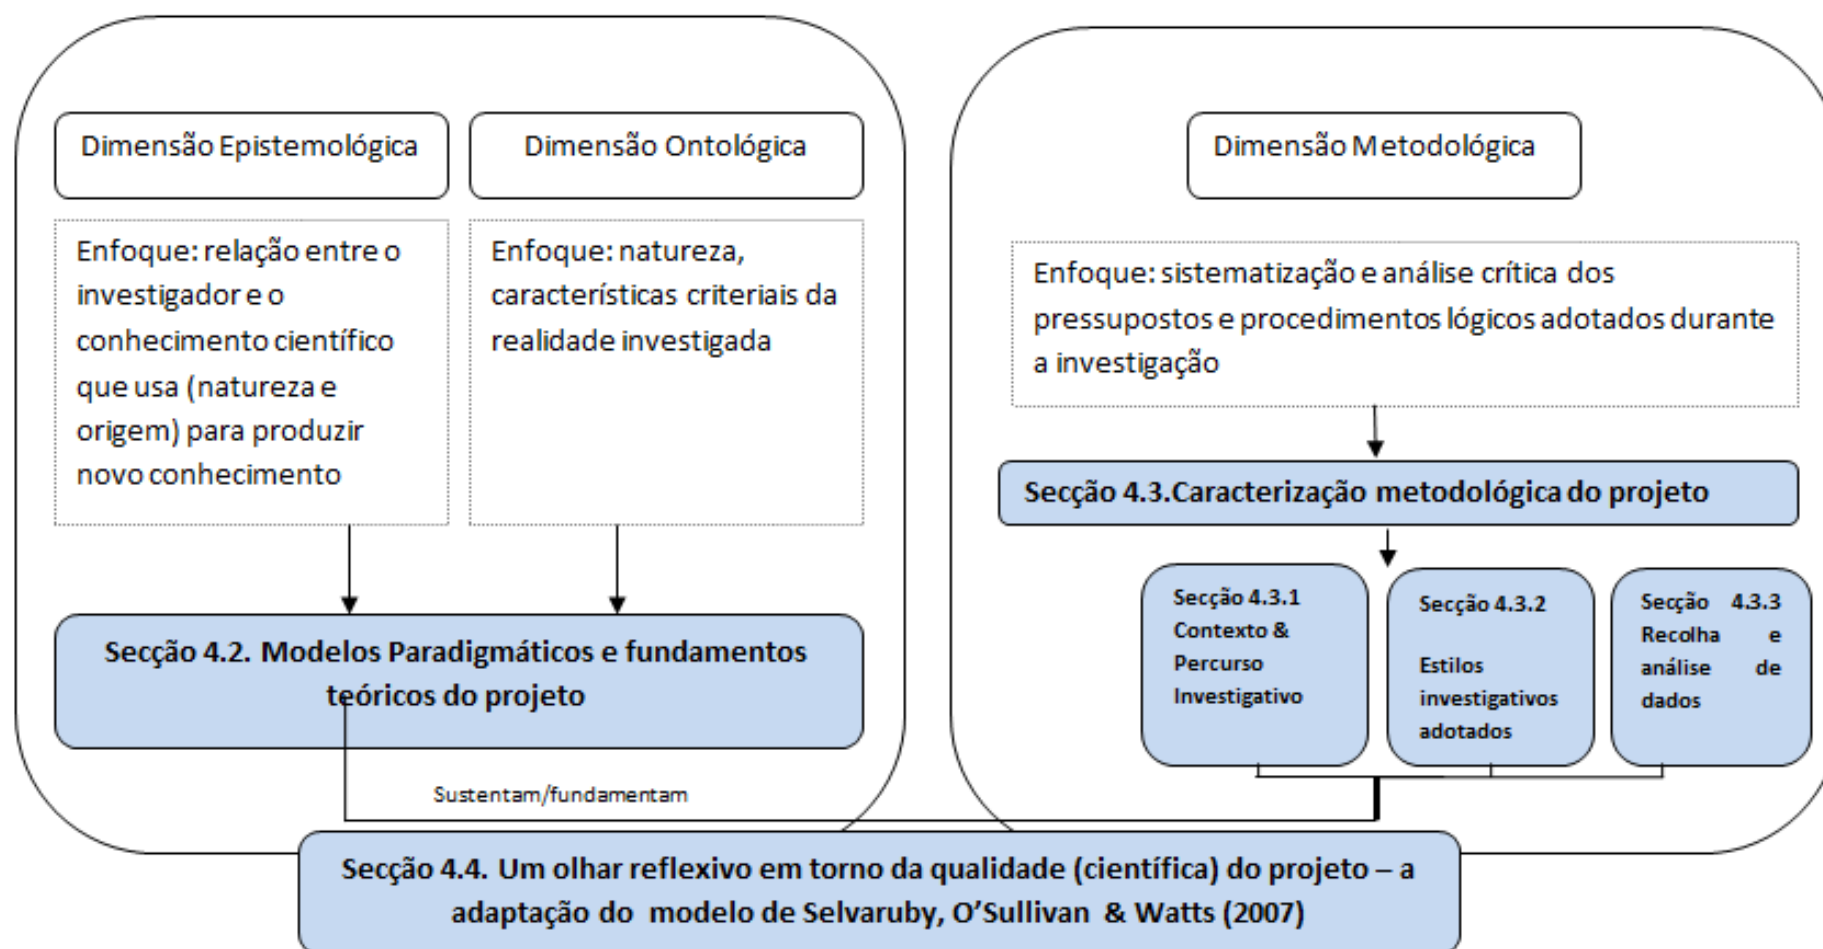 Dimensão Epistemológica
Dimensão Ontológica
Enfoque: relação entre o
investigador e o
conhecimento científico
que usa (natureza e
origem) para produzir
novo conhecimento
Enfoque: natureza,
características criteriais da
realidade investigada
Secção 4.2. Modelos Paradigmáticos e fundamentos
teóricos do projeto
Dimensão Metodológica
Enfoque: sistematização e análise crítica dos
pressupostos e procedimentos lógicos adotados durante
a investigação
Secção 4.3.Caracterização metodológica do projeto
Secção 4.3.1
Contexto &
Percurso
Investigativo
Secção 4.3.2
Estilos
investigativos
adotados
Secção 4.3.3
Recolha e
análise de
dados
Sustentam/fundamentam
Secção 4.4. Um olhar reflexivo em torno da qualidade (científica) do projeto – a
adaptação do modelo de Selvaruby, O’Sullivan & Watts (2007)